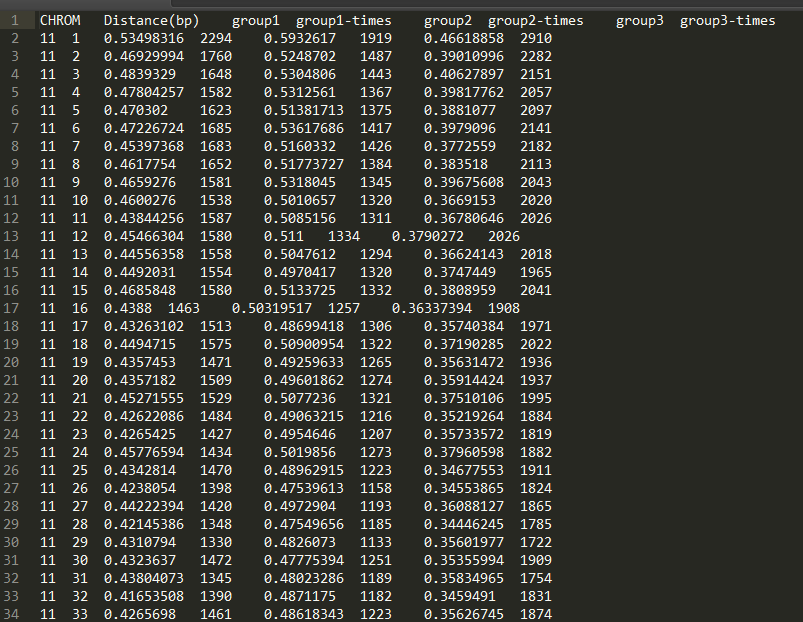 1 CHROM Distance(bp) group1 group1-times group2 group2-times group3 group3-times
2 11 1 0.53498316 2294 0.5932617 1919 0.46618858 2910
3 11 2 0.46929994 1760 0.5248702 1487 0.39010996 2282
4 11 3 0.4839329 1648 0.5304806 1443 0.40627897 2151
5 11 4 0.47804257 1582 0.5312561 1367 0.39817762 2057
6 11 5 0.470302 1623 0.51381713 1375 0.3881077 2097
7 11 6 0.47226724 1685 0.53617686 1417 0.3979096 2141
8 11 7 0.45397368 1683 0.5160332 1426 0.3772559 2182
9 11 8 0.4617754 1652 0.51773727 1384 0.383518 2113
10 11 9 0.4659276 1581 0.5318045 1345 0.39675608 2043
11 11 10 0.4600276 1538 0.5010657 1320 0.3669153 2020
12 11 11 0.43844256 1587 0.5085156 1311 0.36780646 2026
13 11 12 0.45466304 1580 0.511 1334 0.3790272 2026
14 11 13 0.44556358 1558 0.5047612 1294 0.36624143 2018
15 11 14 0.4492031 1554 0.4970417 1320 0.3747449 1965
16 11 15 0.4685848 1580 0.5133725 1332 0.3808959 2041
17 11 16 0.4388 1463 0.50319517 1257 0.36337394 1908
18 11 17 0.43263102 1513 0.48699418 1306 0.35740384 1971
19 11 18 0.4494715 1575 0.50900954 1322 0.37190285 2022
20 11 19 0.4357453 1471 0.49259633 1265 0.35631472 1936
21 11 20 0.4357182 1509 0.49601862 1274 0.35914424 1937
22 11 21 0.45271555 1529 0.5077236 1321 0.37510106 1995
23 11 22 0.42622086 1484 0.49063215 1216 0.35219264 1884
24 11 23 0.4265425 1427 0.4954646 1207 0.35733572 1819
25 11 24 0.45776594 1434 0.5019856 1273 0.37960598 1882
26 11 25 0.4342814 1470 0.48962915 1223 0.34677553 1911
27 11 26 0.4238054 1398 0.47539613 1158 0.34553865 1824
28 11 27 0.44222394 1420 0.4972904 1193 0.36088127 1865
29 11 28 0.42145386 1348 0.47549656 1185 0.34446245 1785
30 11 29 0.4310794 1330 0.4826073 1133 0.35601977 1722
31 11 30 0.4323637 1472 0.47775394 1251 0.35355994 1909
32 11 31 0.43804073 1345 0.48023286 1189 0.35834965 1754
33 11 32 0.41653508 1390 0.4871175 1182 0.3459491 1831
34 11 33 0.4265698 1461 0.48618343 1223 0.35626745 1874